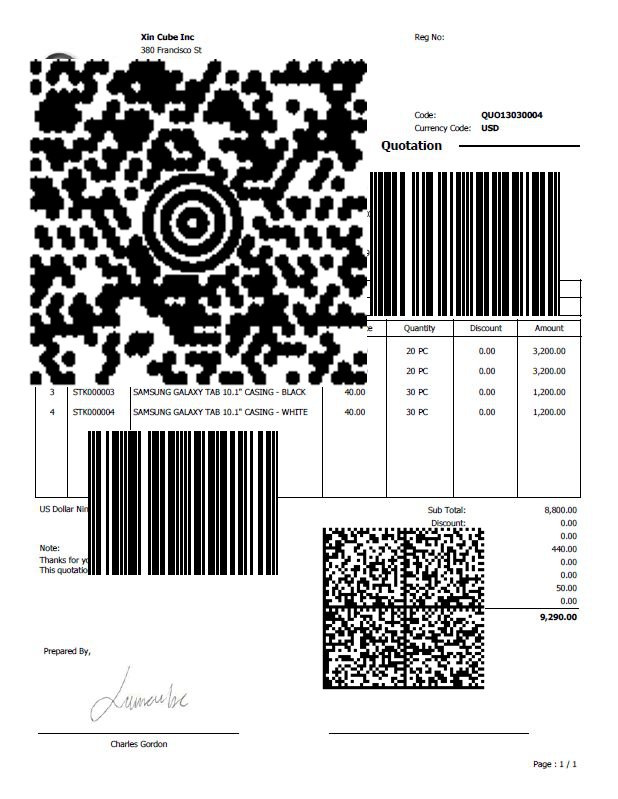 Xin Cube Inc
Reg No:
380 Francisco St
Code: QUO13030004
Currency Code: USD
Quotation
Quantity Discount Amount
20 PC 0.00 3,200.00
20 PC 0.00 3,200.00
3 STK000003 SAMSUNG GALAXY TAB 10.1" CASING - BLACK 40.00 30 PC 0.00 1,200.00
4 STK000004 SAMSUNG GALAXY TAB 10.1" CASING - WHITE 40.00 30 PC 0.00 1,200.00
US Dollar Nin
Sub Total: 8,800.00
Discount: 0.00
0.00
Note:
440.00
Thanks for
0.00
This quotatio
0.00
50.00
0.00
9,290.00
Prepared By,
Charles Gordon
Page : 1 / 1